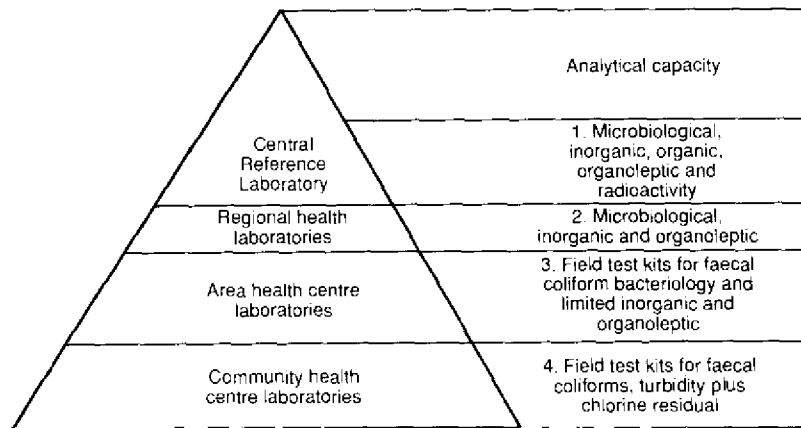 Analytical capacity
Central
Reference
Laboratory
1. Microbiological,
inorganic, organic,
organoleptic and
radioactivity
Regional health
laboratories
2. Microbiological,
inorganic and organoleptic
Area health centre
laboratories
3. Field test kits for faecal
coliform bacteriology and
limited inorganic and
organoleptic
Community health
centre laboratories
4. Field test kits for faecal
coliforms, turbidity plus
chlorine residual